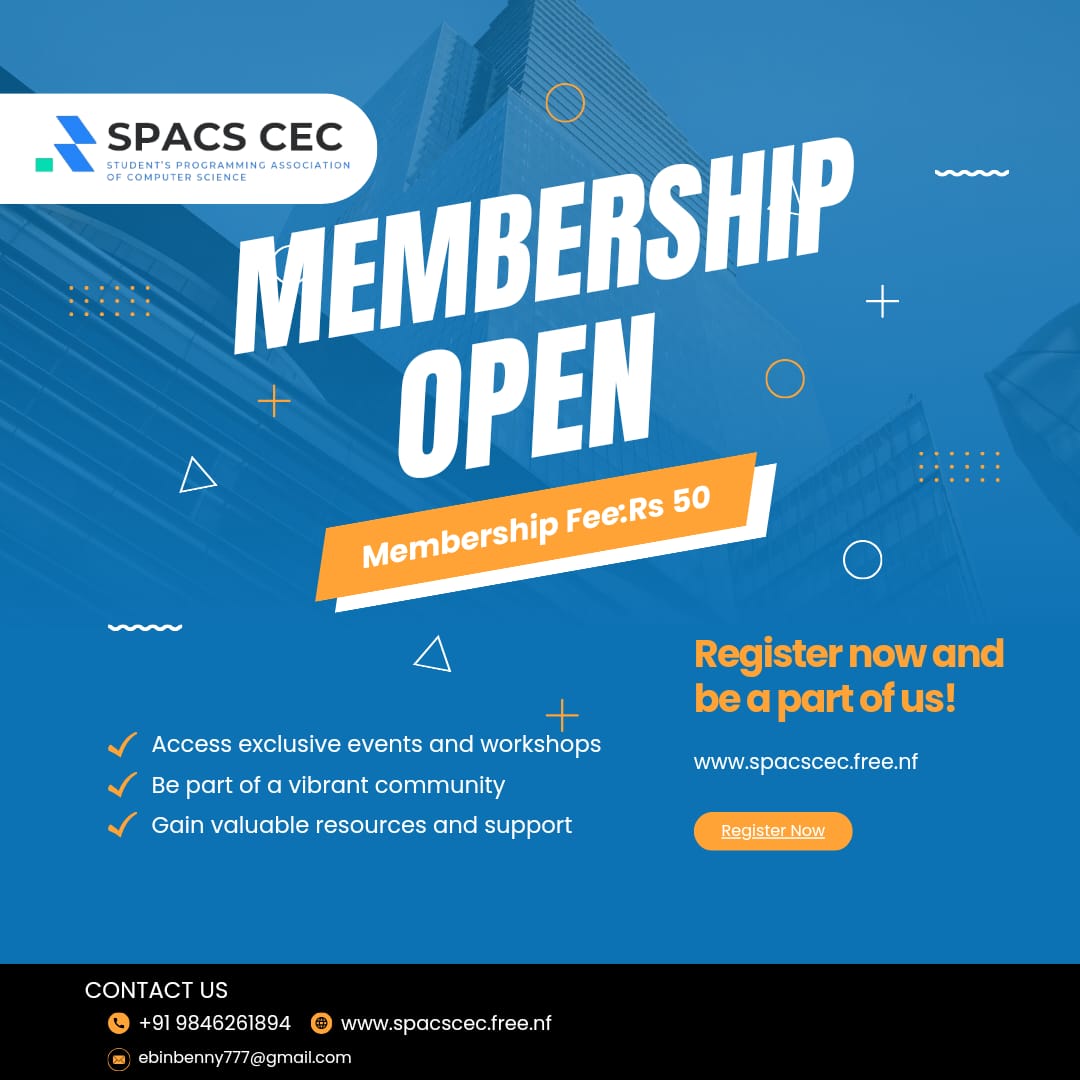 SPACS CEC
STUDENT'S PROGRAMMING ASSOCIATION
OF COMPUTER SCIENCE
MEMBERSHIP
OPEN
Membership Fee:Rs 50
Access exclusive events and workshops
Be part of a vibrant community
Gain valuable resources and support
Register now and
be a part of us!
www.spacscec.free.nf
Register Now
CONTACT US
+91 9846261894 www.spacscec.free.nf
ebinbenny777@gmail.com